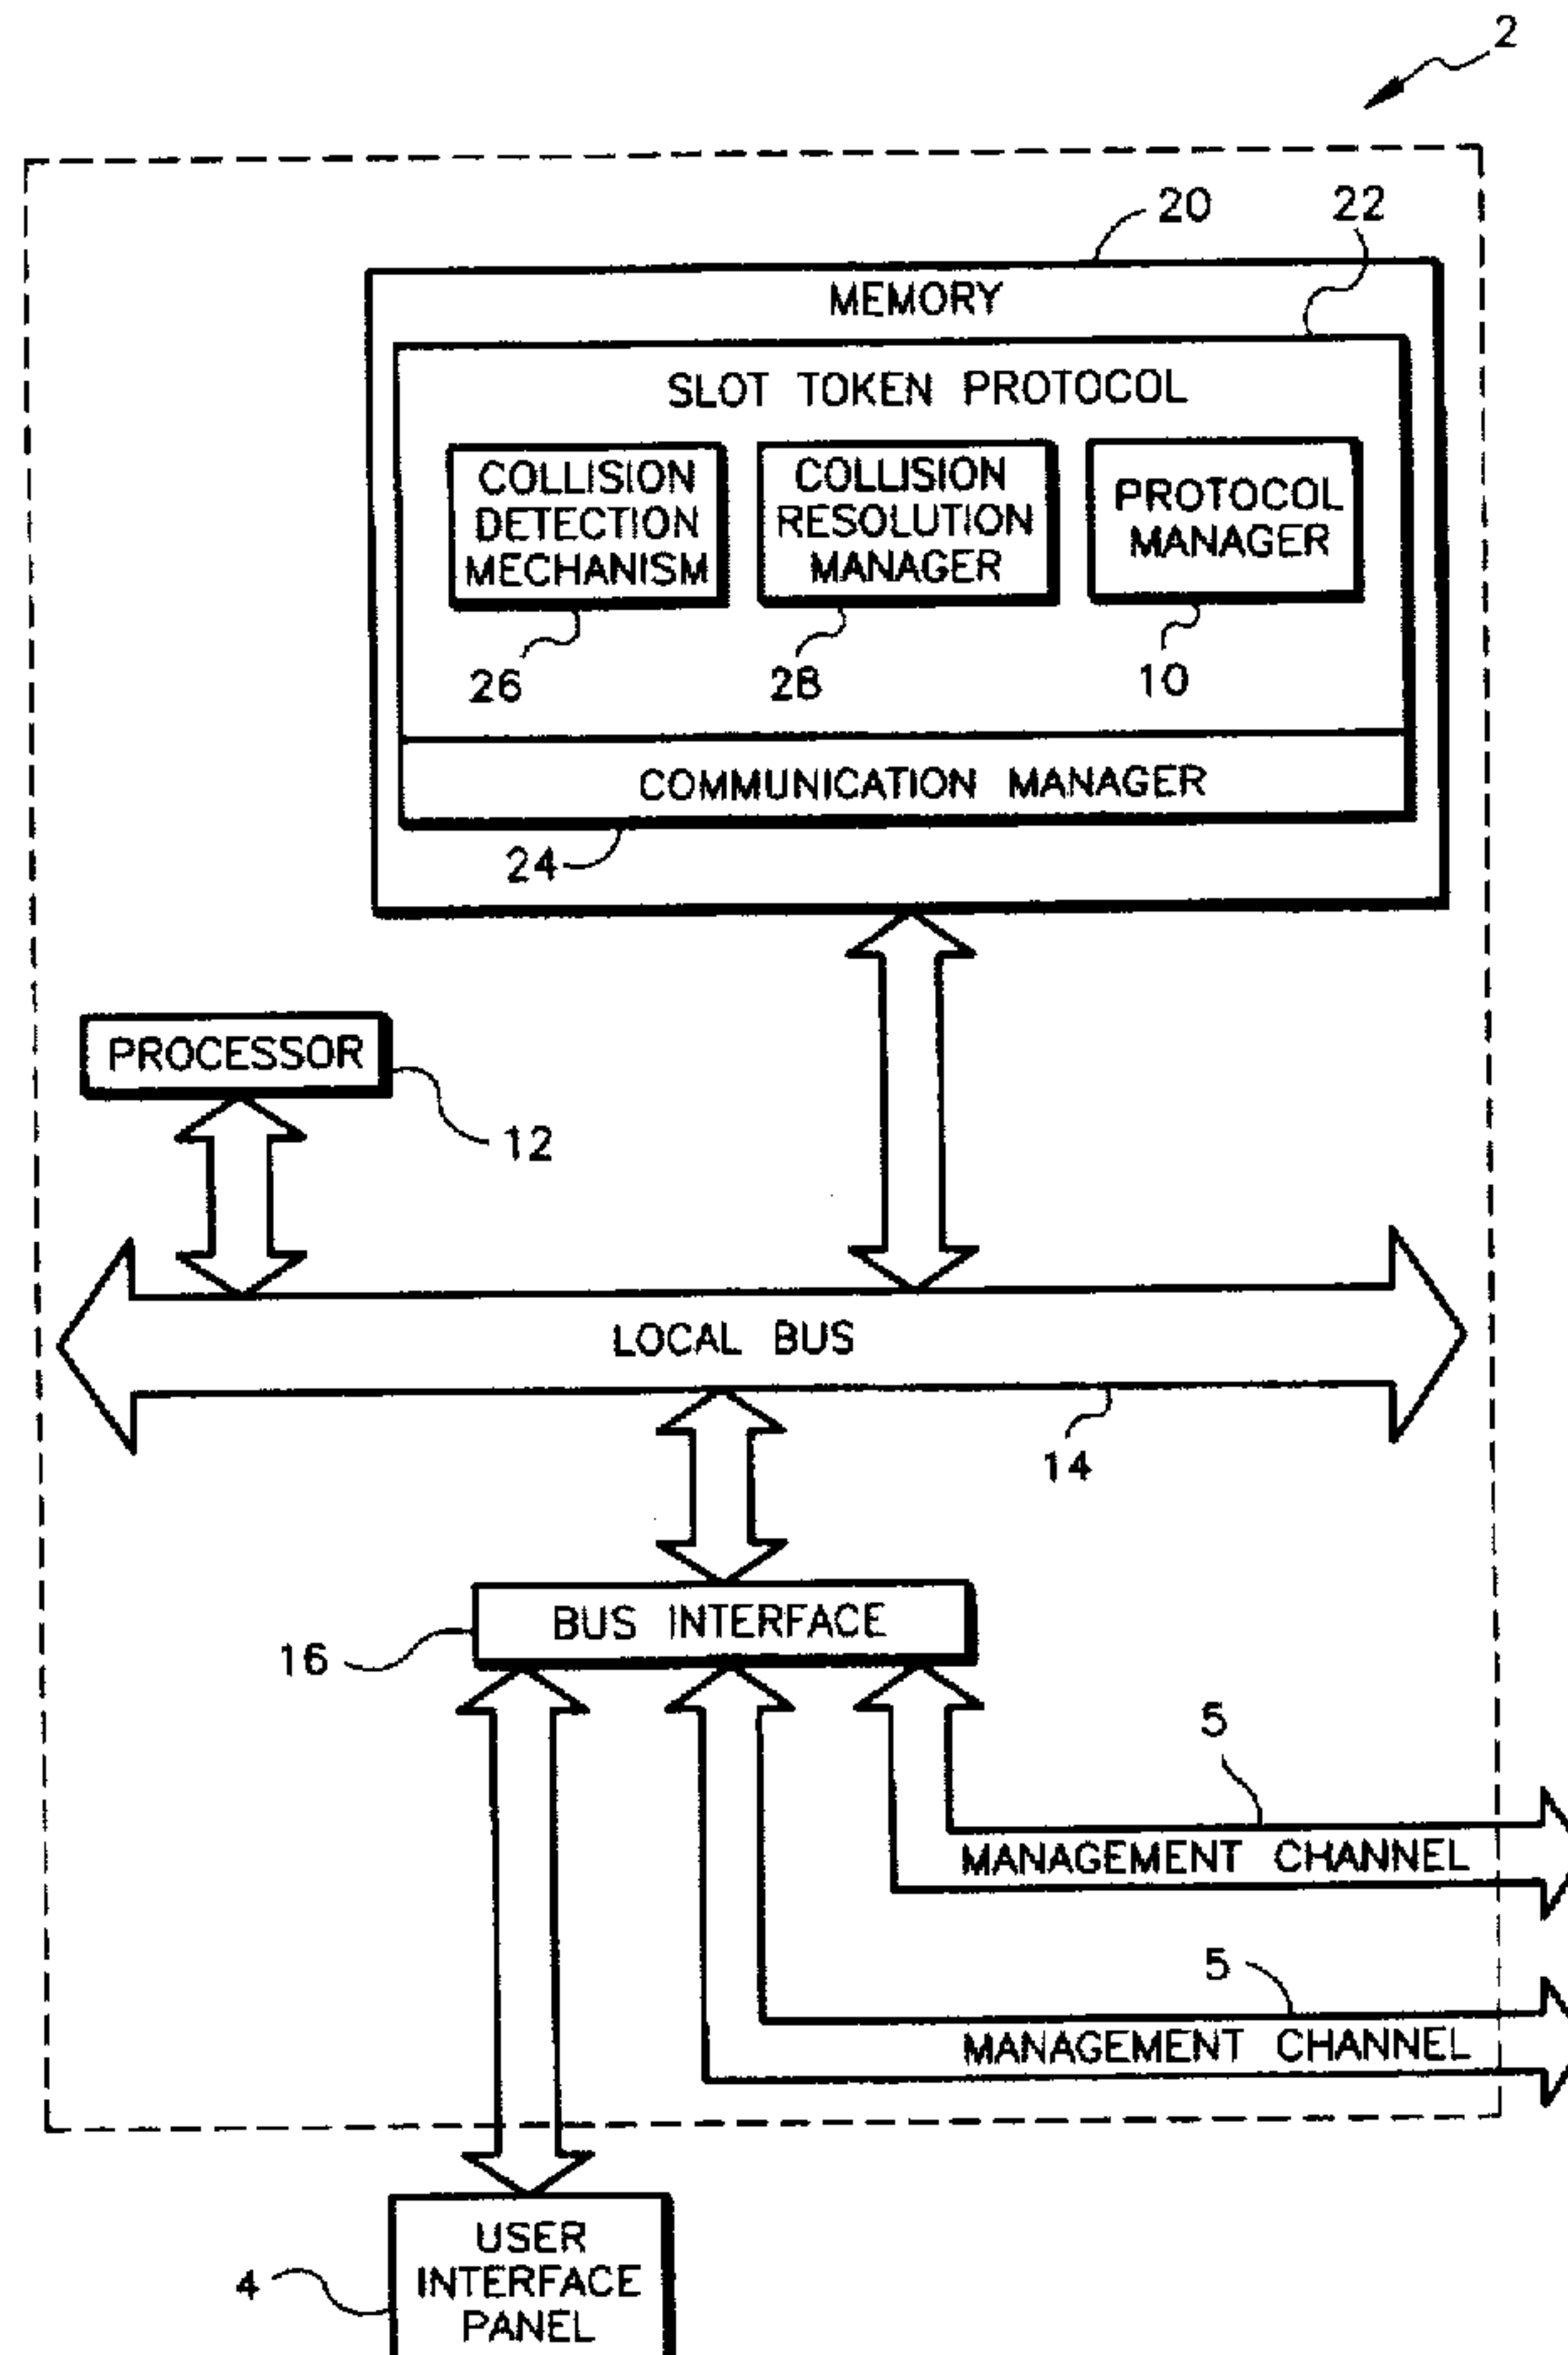 2
20
22
MEMORY
SLOT TOKEN PROTOCOL
COLLISION
DETECTION
MECHANISM
COLLISION
RESOLUTION
MANAGER
PROTOCOL
MANAGER
26
28
10
COMMUNICATION MANAGER
24
PROCESSOR
12
LOCAL BUS
14
BUS INTERFACE
16
5
MANAGEMENT CHANNEL
5
MANAGEMENT CHANNEL
USER
INTERFACE
PANEL
4